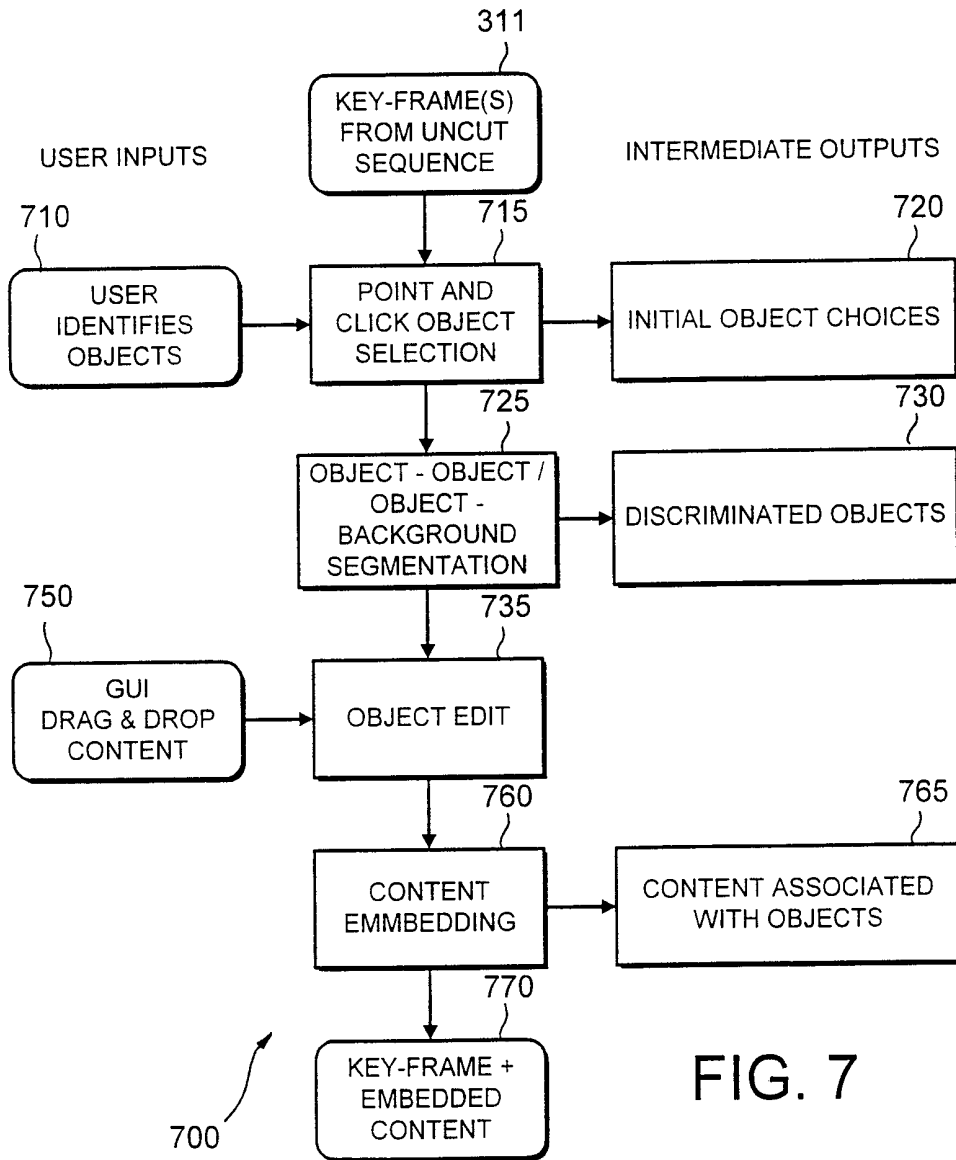 311
KEY-FRAME(S)
FROM UNCUT
SEQUENCE
USER INPUTS
INTERMEDIATE OUTPUTS
710
715
720
USER
IDENTIFIES
OBJECTS
POINT AND
CLICK OBJECT
SELECTION
INITIAL OBJECT CHOICES
725
730
OBJECT - OBJECT /
OBJECT -
BACKGROUND
SEGMENTATION
DISCRIMINATED OBJECTS
750
735
GUI
DRAG & DROP
CONTENT
OBJECT EDIT
760
765
CONTENT
EMMBEDDING
CONTENT ASSOCIATED
WITH OBJECTS
770
KEY-FRAME +
EMBEDDED
CONTENT
700
FIG. 7